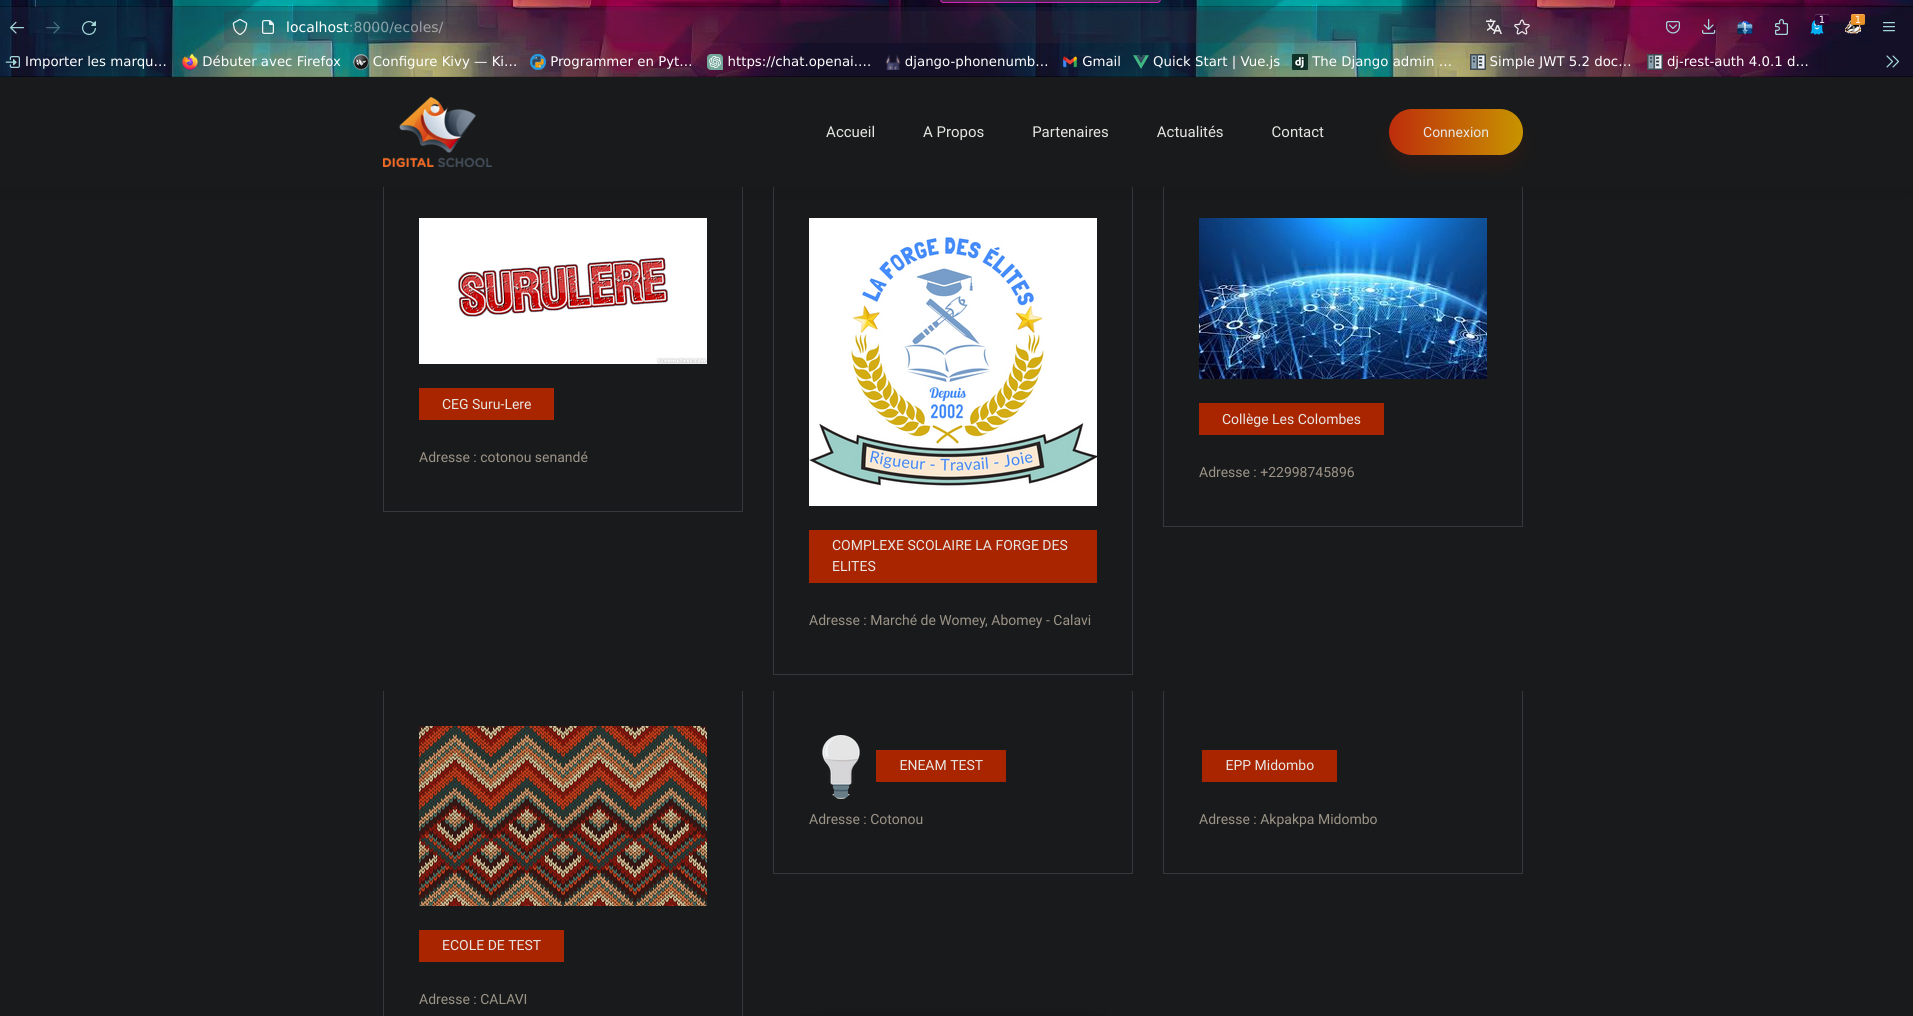 localhost:8000/ecoles/
1
1
Importer les marqu…
Débuter avec Firefox
Configure Kivy — Ki…
Programmer en Pyt…
https://chat.openai.…
django-phonenumb…
Gmail
Quick Start | Vue.js
dj
The Django admin …
Simple JWT 5.2 doc…
dj-rest-auth 4.0.1 d…
DIGITAL SCHOOL
Accueil
A Propos
Partenaires
Actualités
Contact
Connexion
SURULERE
CEG Suru-Lere
Adresse : cotonou senandé
LA FORGE DES ÉLITES
Depuis
2002
Rigueur - Travail - Joie
COMPLEXE SCOLAIRE LA FORGE DES
ELITES
Adresse : Marché de Womey, Abomey - Calavi
Collège Les Colombes
Adresse : +22998745896
ECOLE DE TEST
Adresse : CALAVI
ENEAM TEST
Adresse : Cotonou
EPP Midombo
Adresse : Akpakpa Midombo